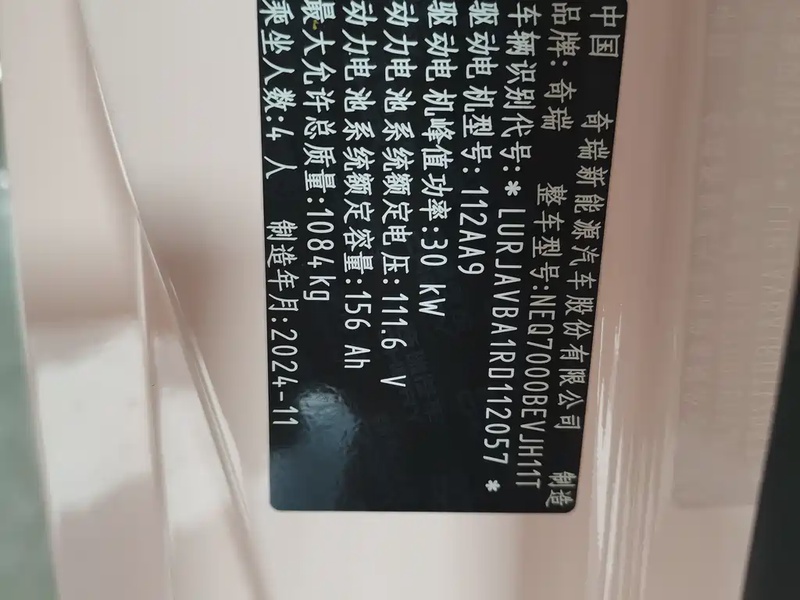 中国 奇瑞新能源汽车股份有限公司 制造
品牌: 奇瑞 整车型号:NEQ7000BEVJH11T
车辆识别代号:*LURJAVBA1RD112057*
驱动电机型号:112AA9
驱动电机峰值功率:30 kW
动力电池系统额定电压:111.6 V
动力电池系统额定容量:156 Ah
最大允许总质量:1084kg
乘坐人数:4 人 制造年月:2024-11